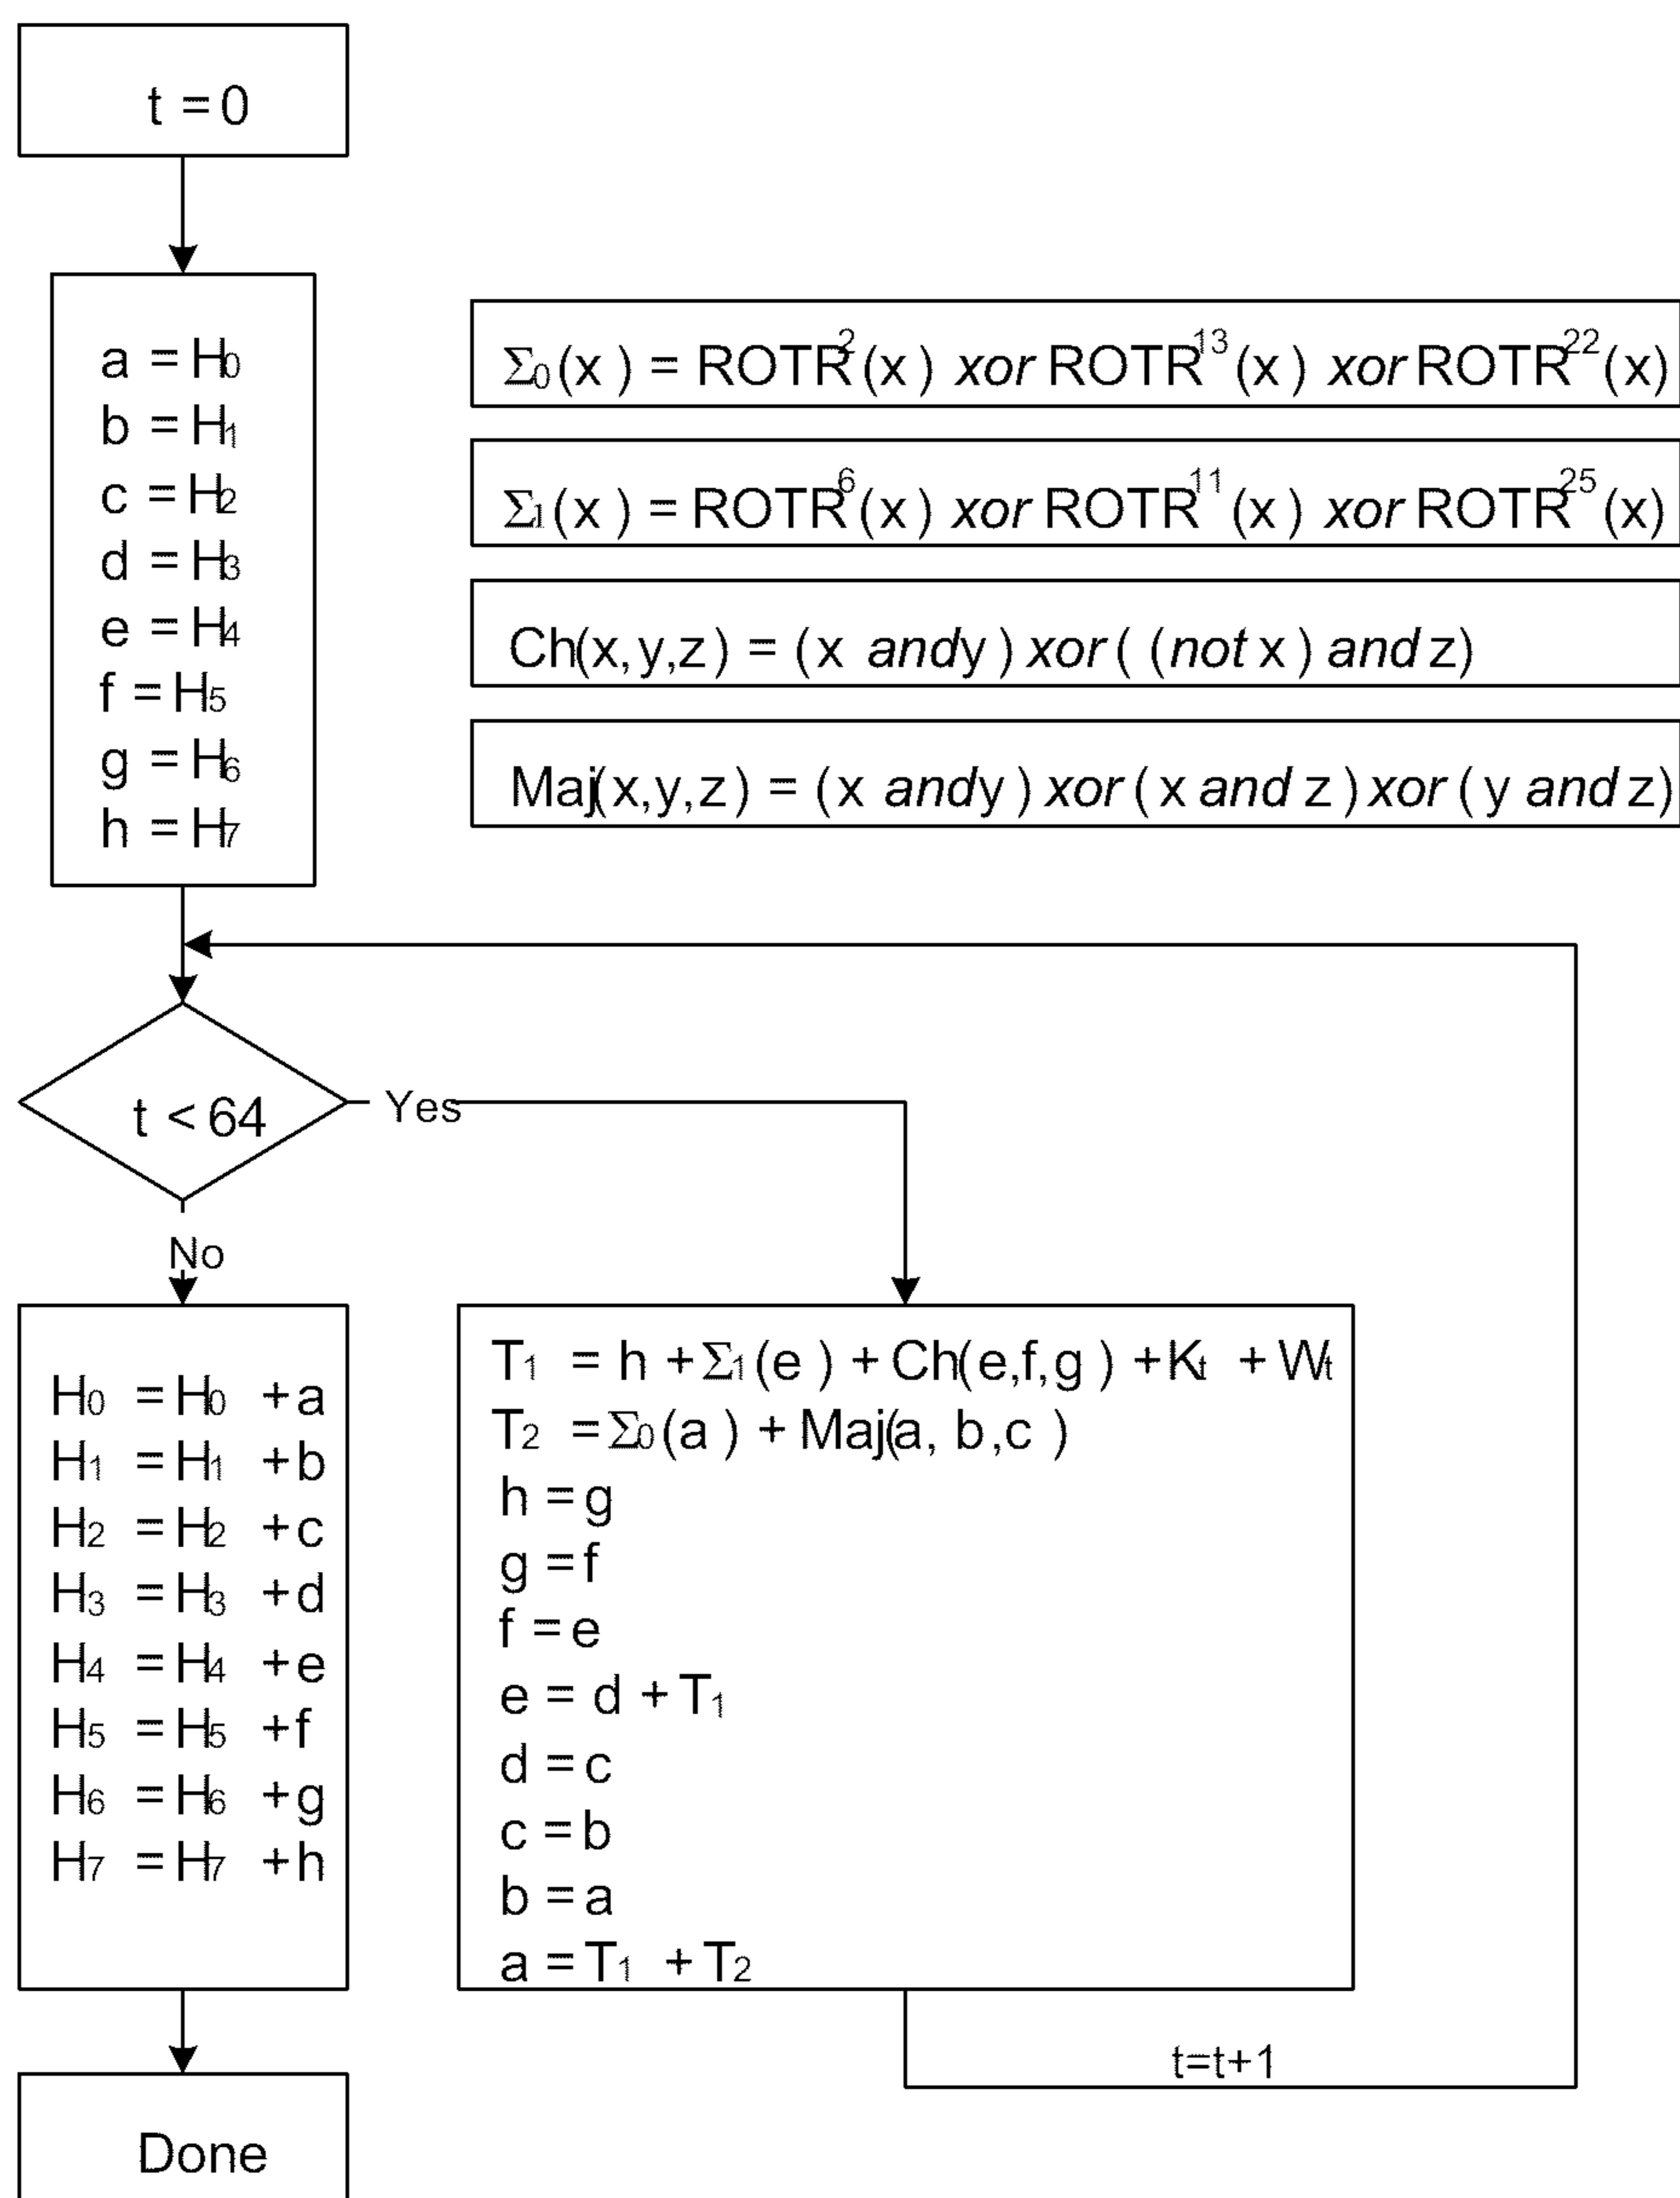 t = 0
a = H₀
b = H₁
c = H₂
d = H₃
e = H₄
f = H₅
g = H₆
h = H₇
Σ₀(x) = ROTR²(x) xor ROTR¹³(x) xor ROTR²²(x)
Σ₁(x) = ROTR⁶(x) xor ROTR¹¹(x) xor ROTR²⁵(x)
Ch(x,y,z) = (x and y) xor ((not x) and z)
Maj(x,y,z) = (x and y) xor (x and z) xor (y and z)
t < 64
Yes
No
H₀ = H₀ + a
H₁ = H₁ + b
H₂ = H₂ + c
H₃ = H₃ + d
H₄ = H₄ + e
H₅ = H₅ + f
H₆ = H₆ + g
H₇ = H₇ + h
T₁ = h + Σ₁(e) + Ch(e,f,g) + Kₜ + Wₜ
T₂ = Σ₀(a) + Maj(a, b, c)
h = g
g = f
f = e
e = d + T₁
d = c
c = b
b = a
a = T₁ + T₂
t=t+1
Done